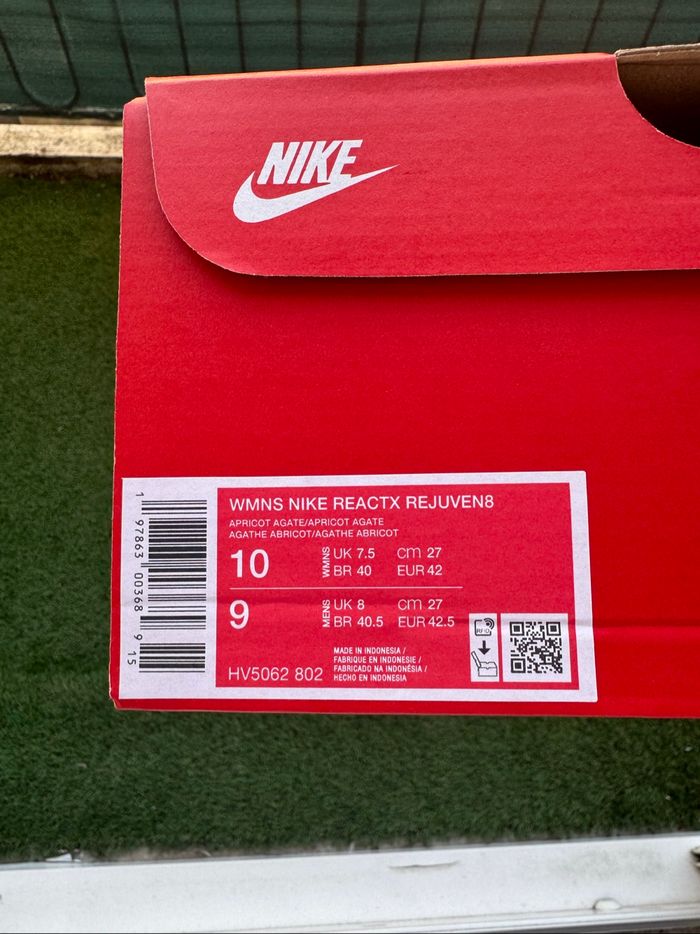 NIKE
WMNS NIKE REACTX REJUVEN8
APRICOT AGATE/APRICOT AGATE
AGATHE ABRICOT/AGATHE ABRICOT
10 WMNS UK 7.5 CM 27
BR 40 EUR 42
9 MENS UK 8 CM 27
BR 40.5 EUR 42.5
HV5062 802
MADE IN INDONESIA /
FABRIQUE EN INDONESIE /
FABRICADO NA INDONÉSIA /
HECHO EN INDONESIA
RFID
1 97863 00368 9 15